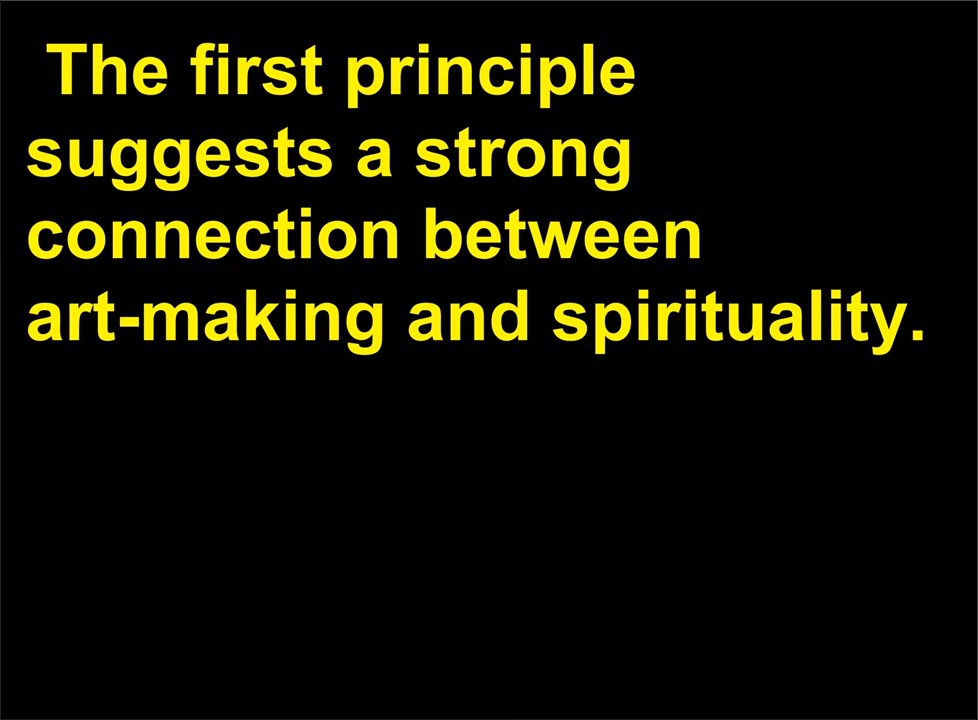 The first principle
suggests a strong
connection between
art-making and spirituality.